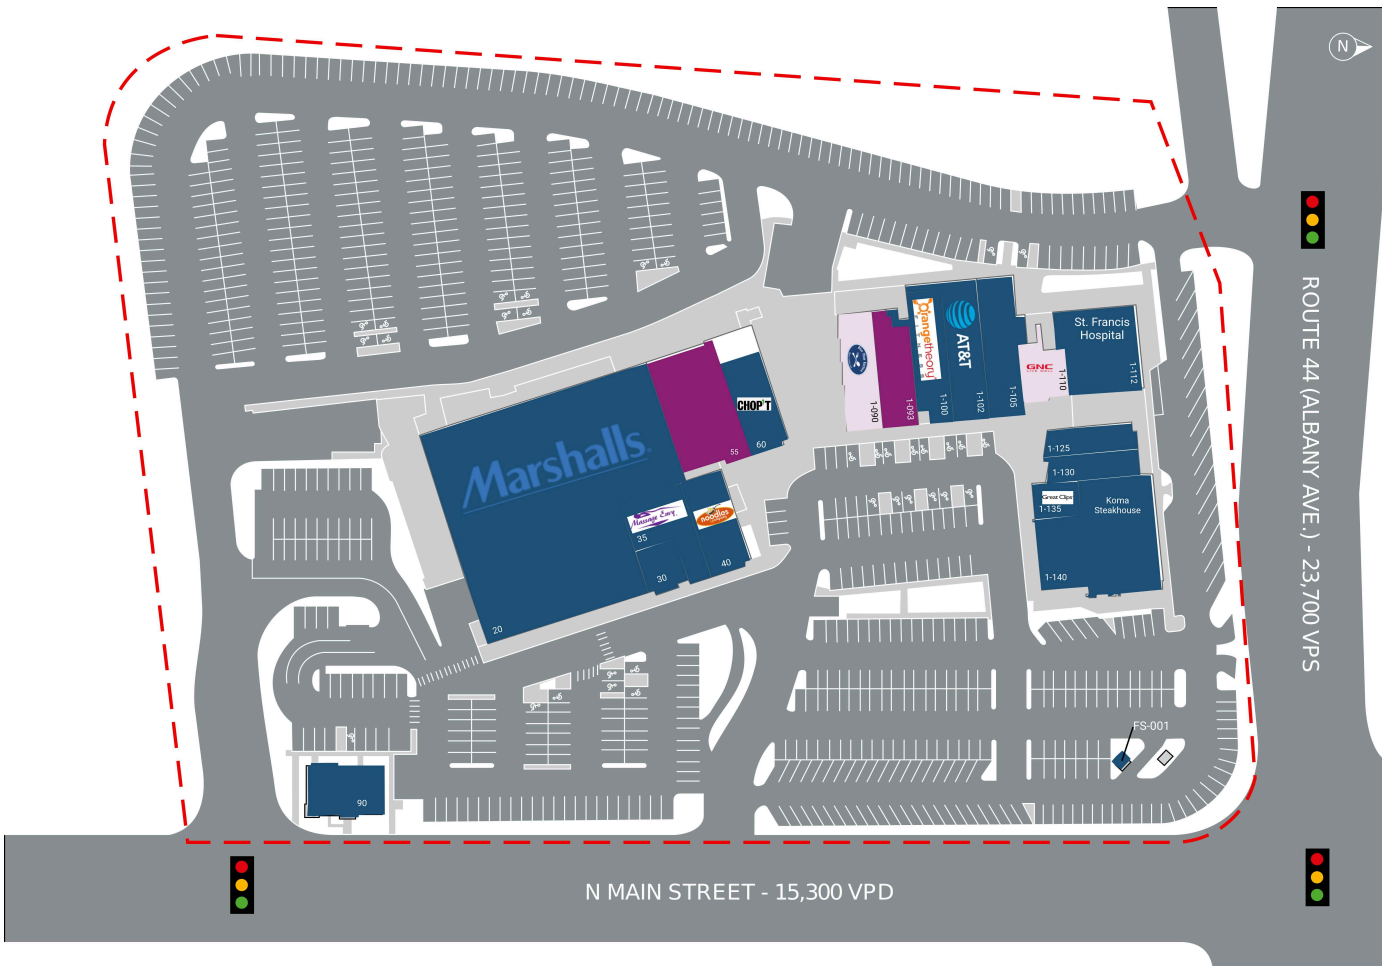 N
ROUTE 44 (ALBANY AVE.) - 23,700 VPS
St. Francis
Hospital
1-112
GNC
LIVE WELL
1-110
1-105
AT&T
1-102
Orangetheory
1-100
1-093
1-090
CHOP'T
60
55
Marshalls.
Massage Envy
35
noodles
& COMPANY
40
30
20
1-125
1-130
Great Clips
1-135
Koma
Steakhouse
1-140
FS-001
90
N MAIN STREET - 15,300 VPD